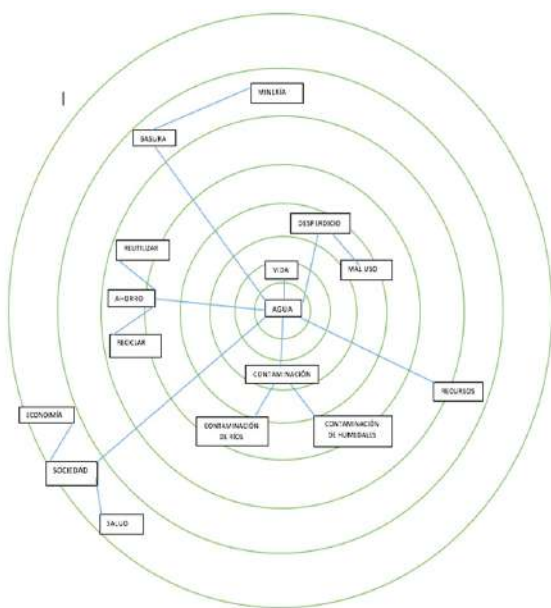 MINERÍA
BASURA
DESPERDICIO
REUTILIZAR
VIDA
MAL USO
AHORRO
AGUA
RECICLAR
CONTAMINACIÓN
RECURSOS
ECONOMÍA
CONTAMINACIÓN
DE RÍOS
CONTAMINACIÓN
DE HUMEDALES
SOCIEDAD
SALUD